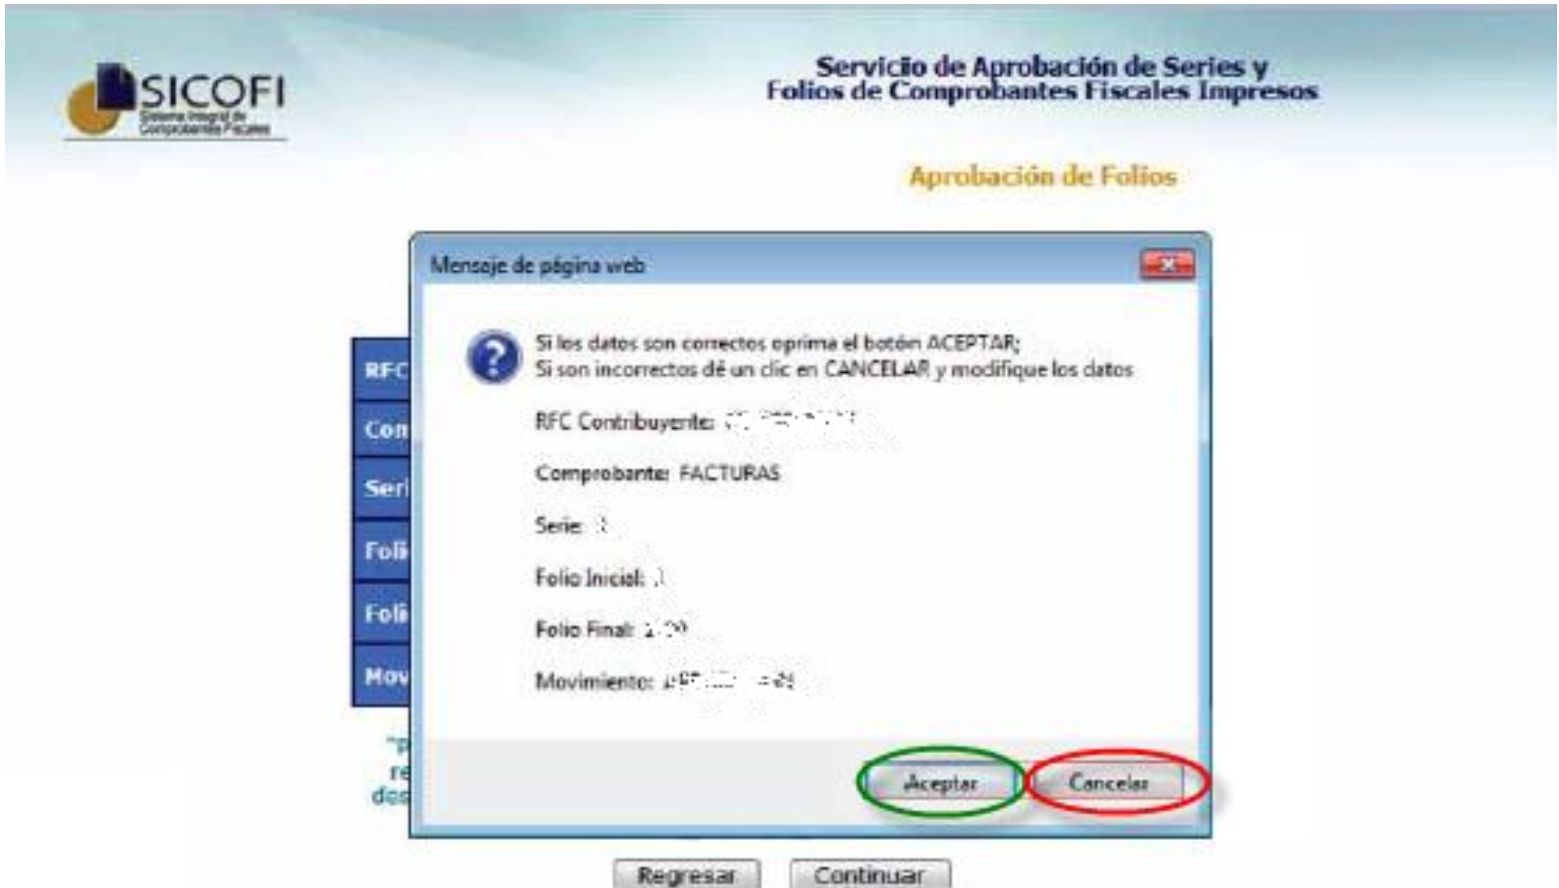 SICOFI
Sistema Integral de
Comprobantes Fiscales
Servicio de Aprobación de Series y
Folios de Comprobantes Fiscales Impresos
Aprobación de Folios
Mensaje de página web
Si los datos son correctos oprima el botón ACEPTAR;
Si son incorrectos dé un clic en CANCELAR y modifique los datos
RFC
RFC Contribuyente:
Com
Comprobante: FACTURAS
Seri
Serie:
Foli
Folio Inicial:
Foli
Folio Final:
Mov
Movimiento:
"P
re
des
Aceptar
Cancelar
Regresar
Continuar